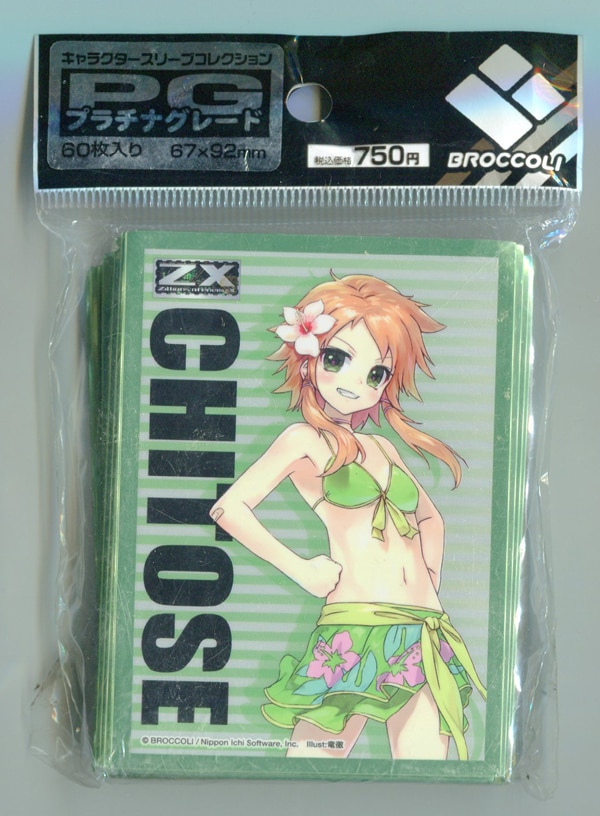 キャラクタースリーブコレクション
PG
プラチナグレード
60枚入り 67×92mm
税込価格 750円
BROCCOLI
Z/X
Zillions of enemy X
CHITOSE
© BROCCOLI / Nippon Ichi Software, Inc. Illust:竜徹